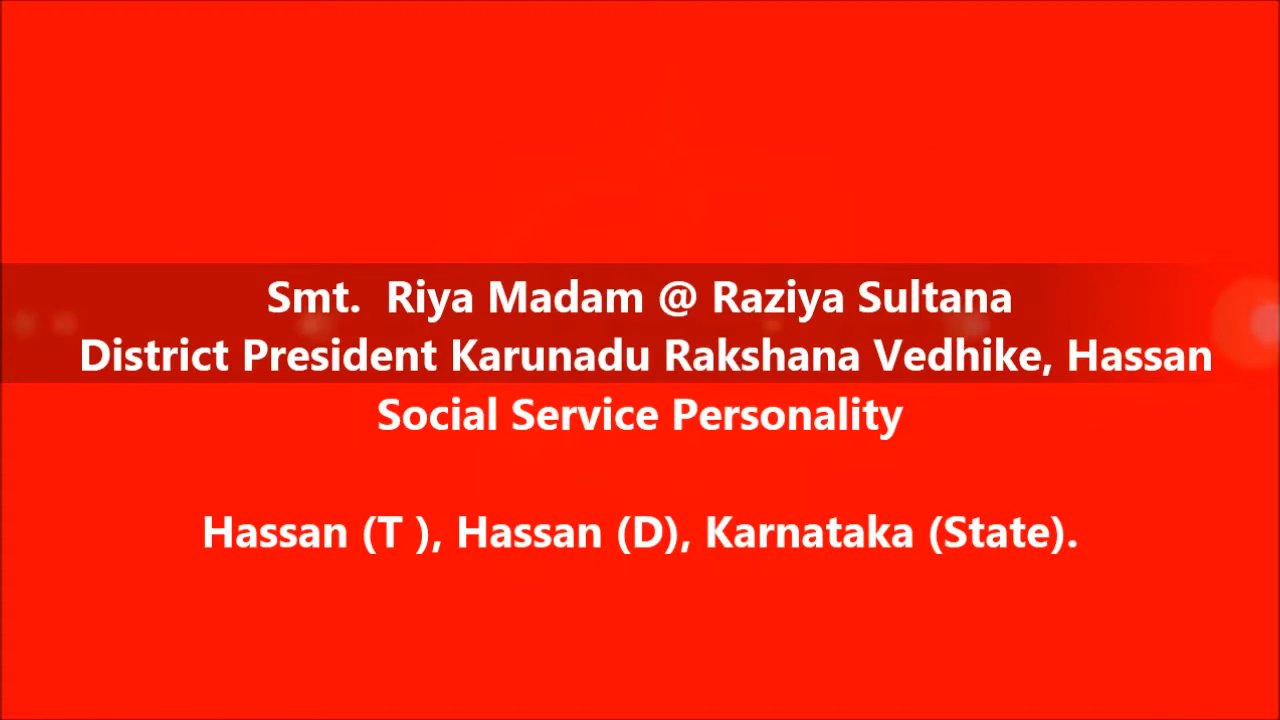 Smt.  Riya Madam @ Raziya Sultana
District President Karunadu Rakshana Vedhike, Hassan
Social Service Personality
Hassan (T ), Hassan (D), Karnataka (State).